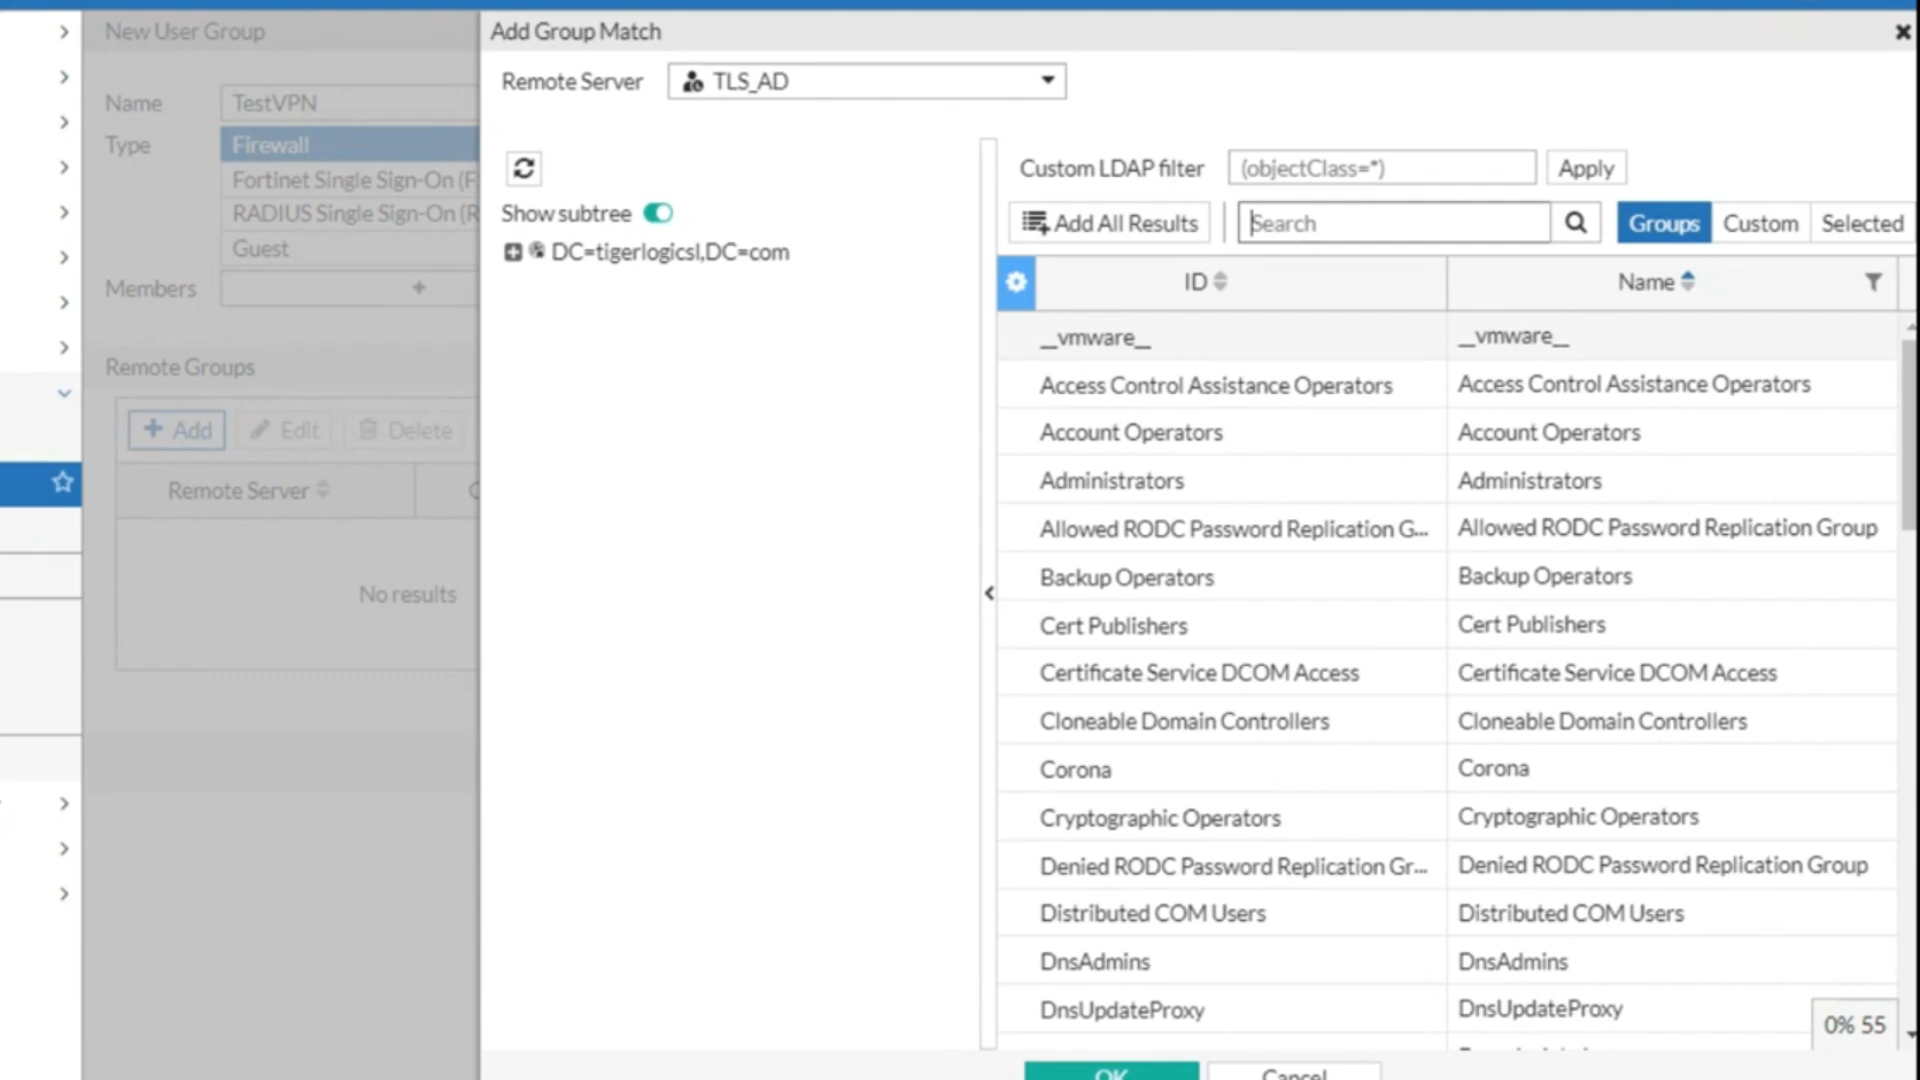 New User Group
Name
TestVPN
Type
Firewall
Fortinet Single Sign-On (F
RADIUS Single Sign-On (R
Guest
Members
+
Remote Groups
+ Add
Edit
Delete
Remote Server
No results
Add Group Match
Remote Server
TLS_AD
Show subtree
DC=tigerlogicsl,DC=com
Custom LDAP filter
(objectClass=*)
Apply
Add All Results
Search
Groups
Custom
Selected
ID
Name
__vmware__
__vmware__
Access Control Assistance Operators
Access Control Assistance Operators
Account Operators
Account Operators
Administrators
Administrators
Allowed RODC Password Replication G...
Allowed RODC Password Replication Group
Backup Operators
Backup Operators
Cert Publishers
Cert Publishers
Certificate Service DCOM Access
Certificate Service DCOM Access
Cloneable Domain Controllers
Cloneable Domain Controllers
Corona
Corona
Cryptographic Operators
Cryptographic Operators
Denied RODC Password Replication Gr...
Denied RODC Password Replication Group
Distributed COM Users
Distributed COM Users
DnsAdmins
DnsAdmins
DnsUpdateProxy
DnsUpdateProxy
0% 55
OK
Cancel